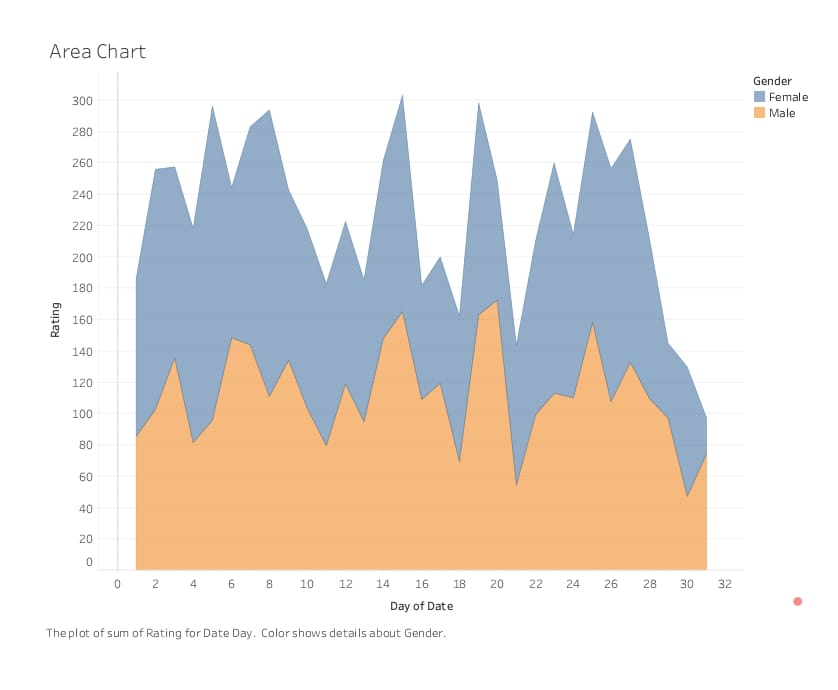 Area Chart
Gender
Female
Male
300
280
260
240
220
200
180
160
140
120
100
80
60
40
20
0
Rating
0 2 4 6 8 10 12 14 16 18 20 22 24 26 28 30 32
Day of Date
The plot of sum of Rating for Date Day. Color shows details about Gender.